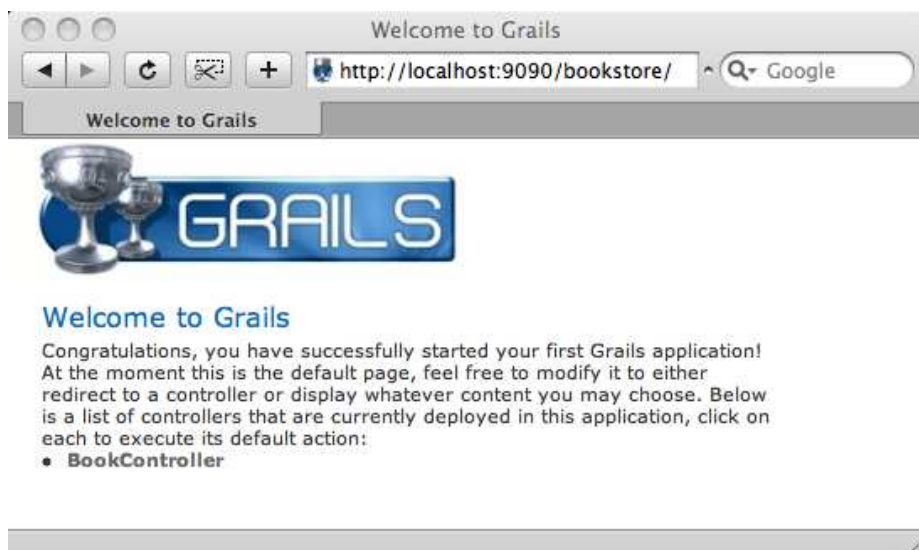 Welcome to Grails
http://localhost:9090/bookstore/
Google
Welcome to Grails
GRAILS
Welcome to Grails
Congratulations, you have successfully started your first Grails application!
At the moment this is the default page, feel free to modify it to either
redirect to a controller or display whatever content you may choose. Below
is a list of controllers that are currently deployed in this application, click on
each to execute its default action:
• BookController